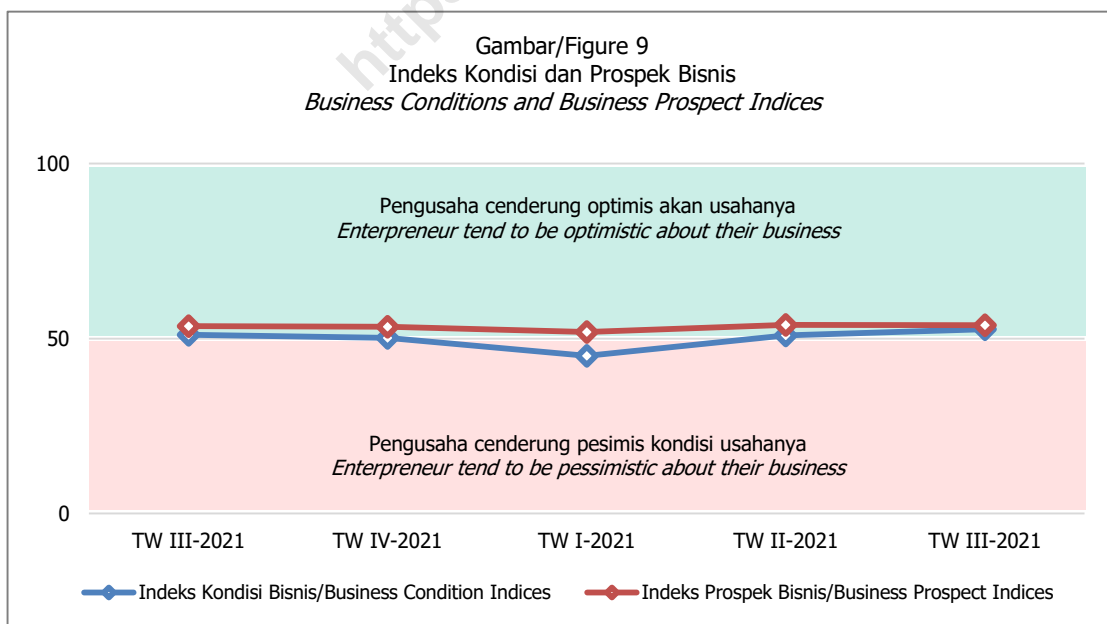 https
Gambar/Figure 9
Indeks Kondisi dan Prospek Bisnis
Business Conditions and Business Prospect Indices
100
Pengusaha cenderung optimis akan usahanya
Enterpreneur tend to be optimistic about their business
50
Pengusaha cenderung pesimis kondisi usahanya
Enterpreneur tend to be pessimistic about their business
0
TW III-2021 TW IV-2021 TW I-2021 TW II-2021 TW III-2021
Indeks Kondisi Bisnis/Business Condition Indices Indeks Prospek Bisnis/Business Prospect Indices